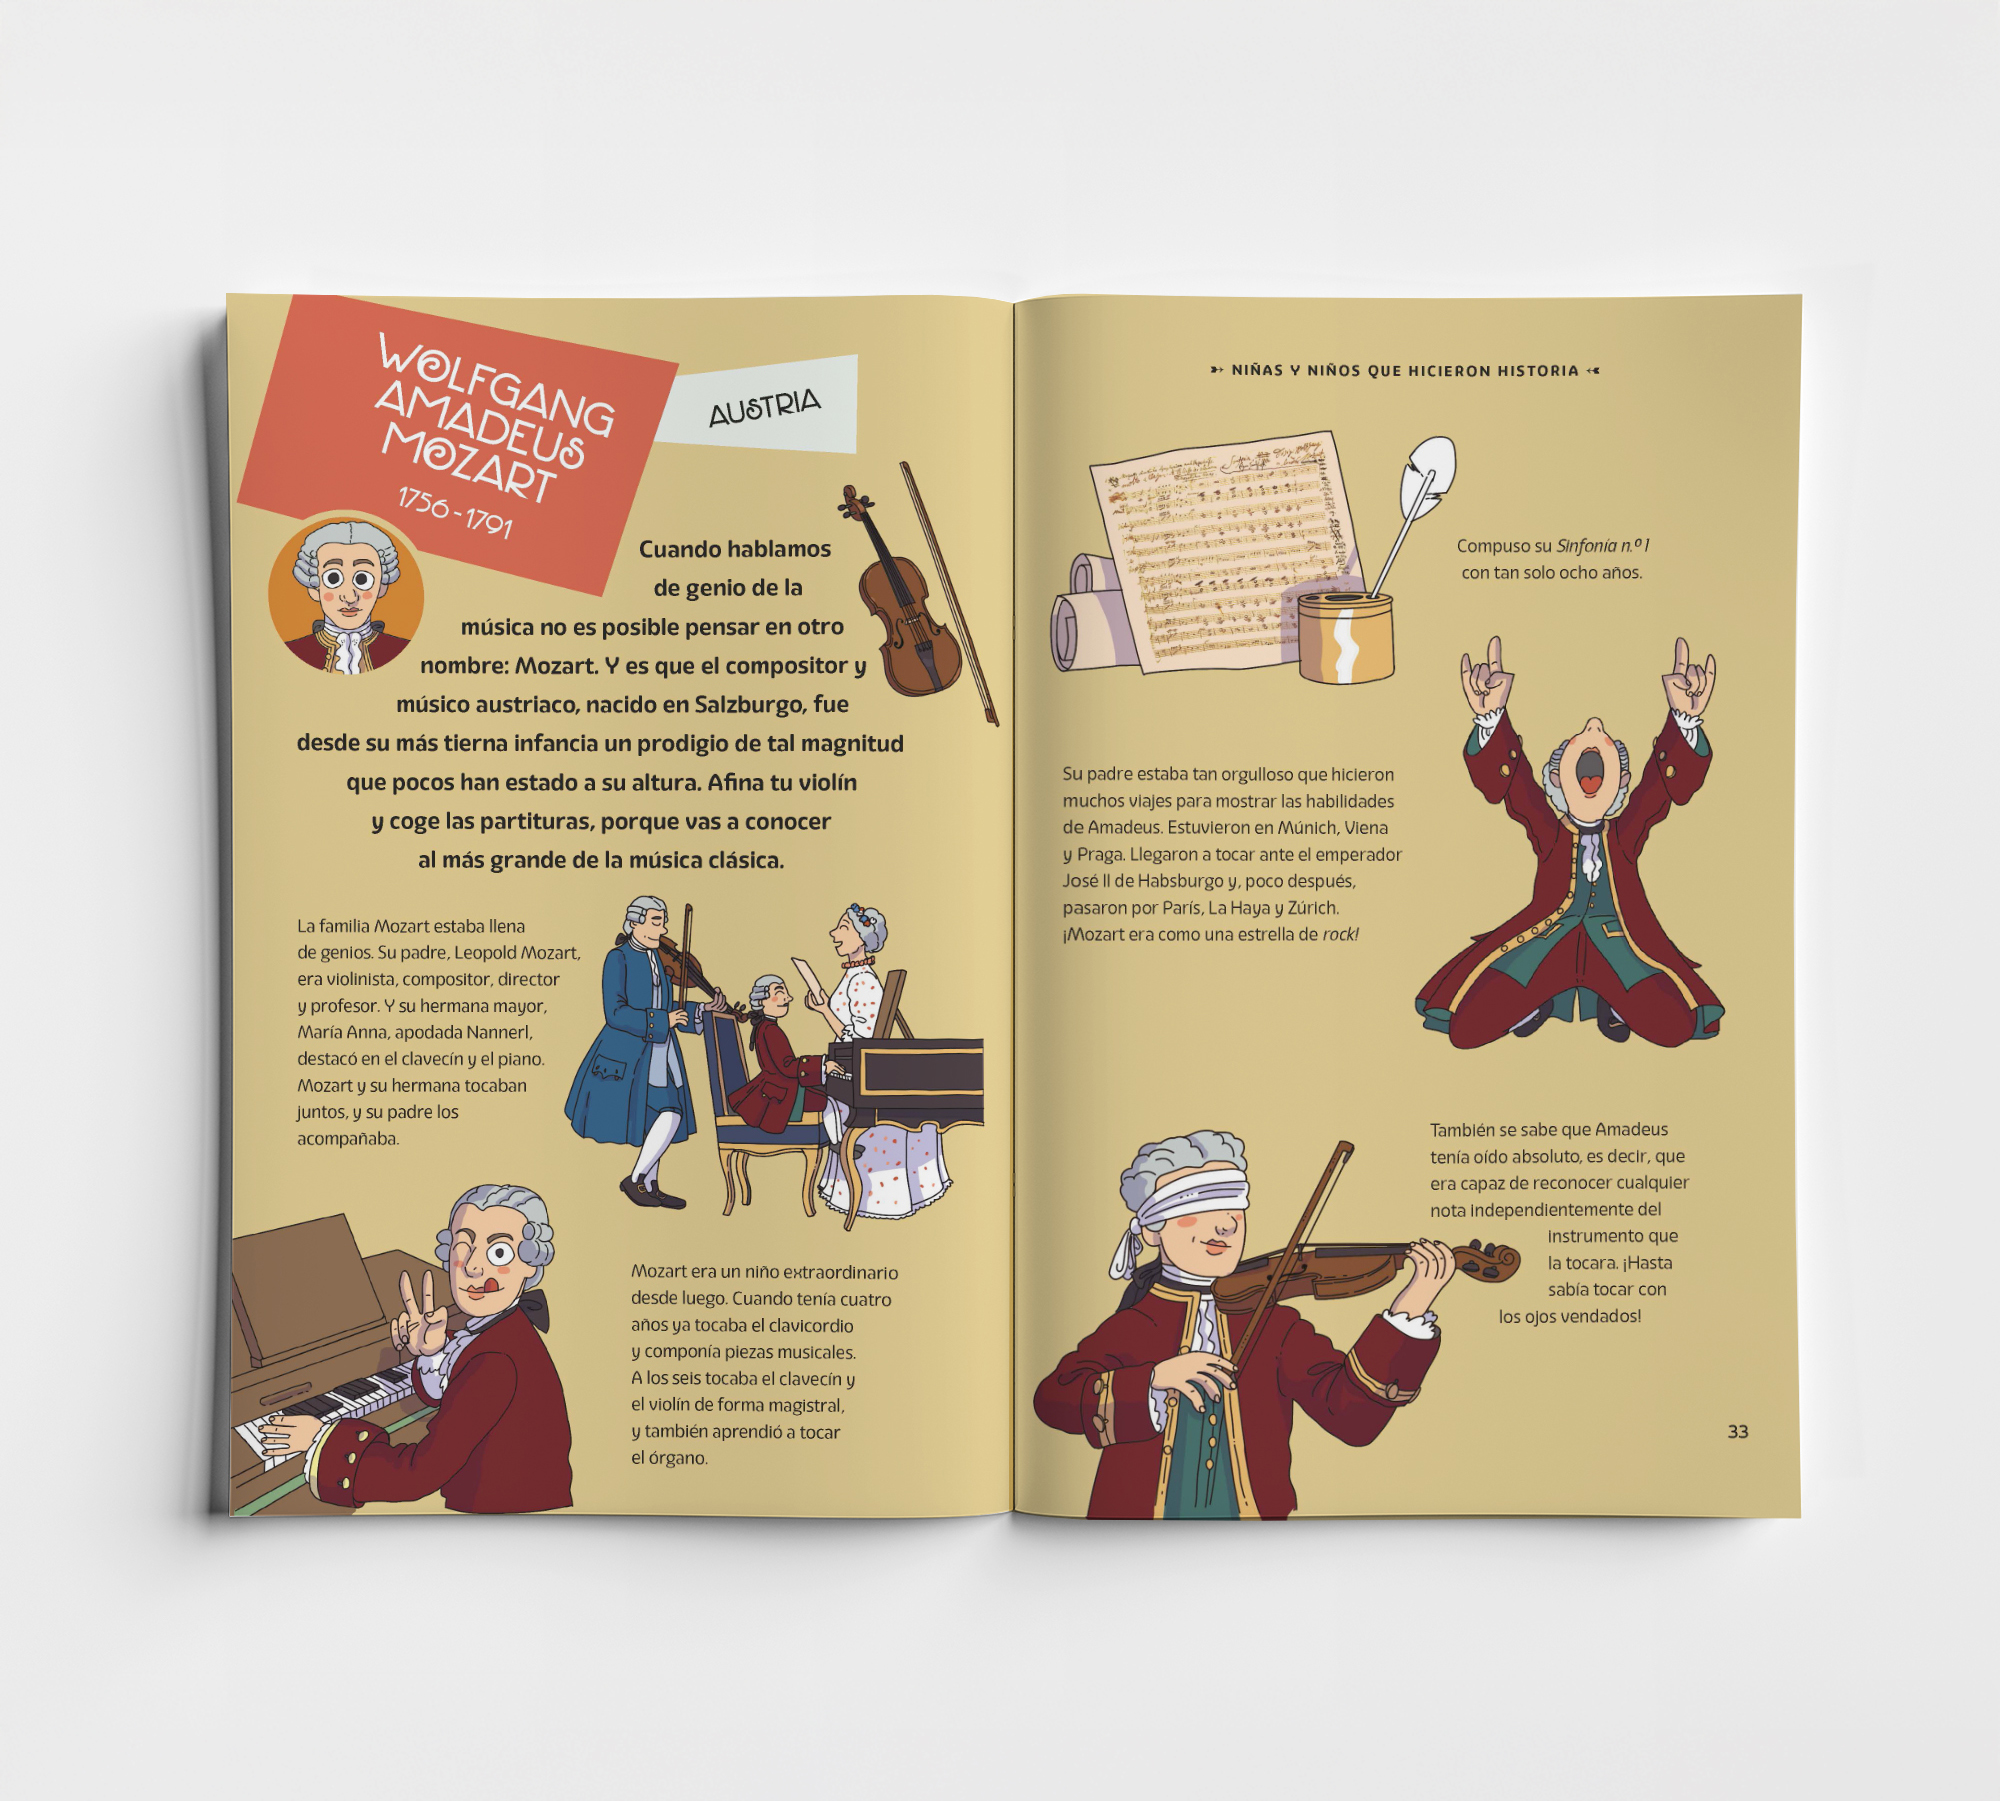 WOLFGANG
AMADEUS
MOZART
1756-1791
AUSTRIA
Cuando hablamos
de genio de la
música no es posible pensar en otro
nombre: Mozart. Y es que el compositor y
músico austriaco, nacido en Salzburgo, fue
desde su más tierna infancia un prodigio de tal magnitud
que pocos han estado a su altura. Afina tu violín
y coge las partituras, porque vas a conocer
al más grande de la música clásica.
La familia Mozart estaba llena
de genios. Su padre, Leopold Mozart,
era violinista, compositor, director
y profesor. Y su hermana mayor,
María Anna, apodada Nannerl,
destacó en el clavecín y el piano.
Mozart y su hermana tocaban
juntos, y su padre los
acompañaba.
Mozart era un niño extraordinario
desde luego. Cuando tenía cuatro
años ya tocaba el clavicordio
y componía piezas musicales.
A los seis tocaba el clavecín y
el violín de forma magistral,
y también aprendió a tocar
el órgano.
NIÑAS Y NIÑOS QUE HICIERON HISTORIA
Compuso su Sinfonía n.º 1
con tan solo ocho años.
Su padre estaba tan orgulloso que hicieron
muchos viajes para mostrar las habilidades
de Amadeus. Estuvieron en Múnich, Viena
y Praga. Llegaron a tocar ante el emperador
José II de Habsburgo y, poco después,
pasaron por París, La Haya y Zúrich.
¡Mozart era como una estrella de rock!
También se sabe que Amadeus
tenía oído absoluto, es decir, que
era capaz de reconocer cualquier
nota independientemente del
instrumento que
la tocara. ¡Hasta
sabía tocar con
los ojos vendados!
33